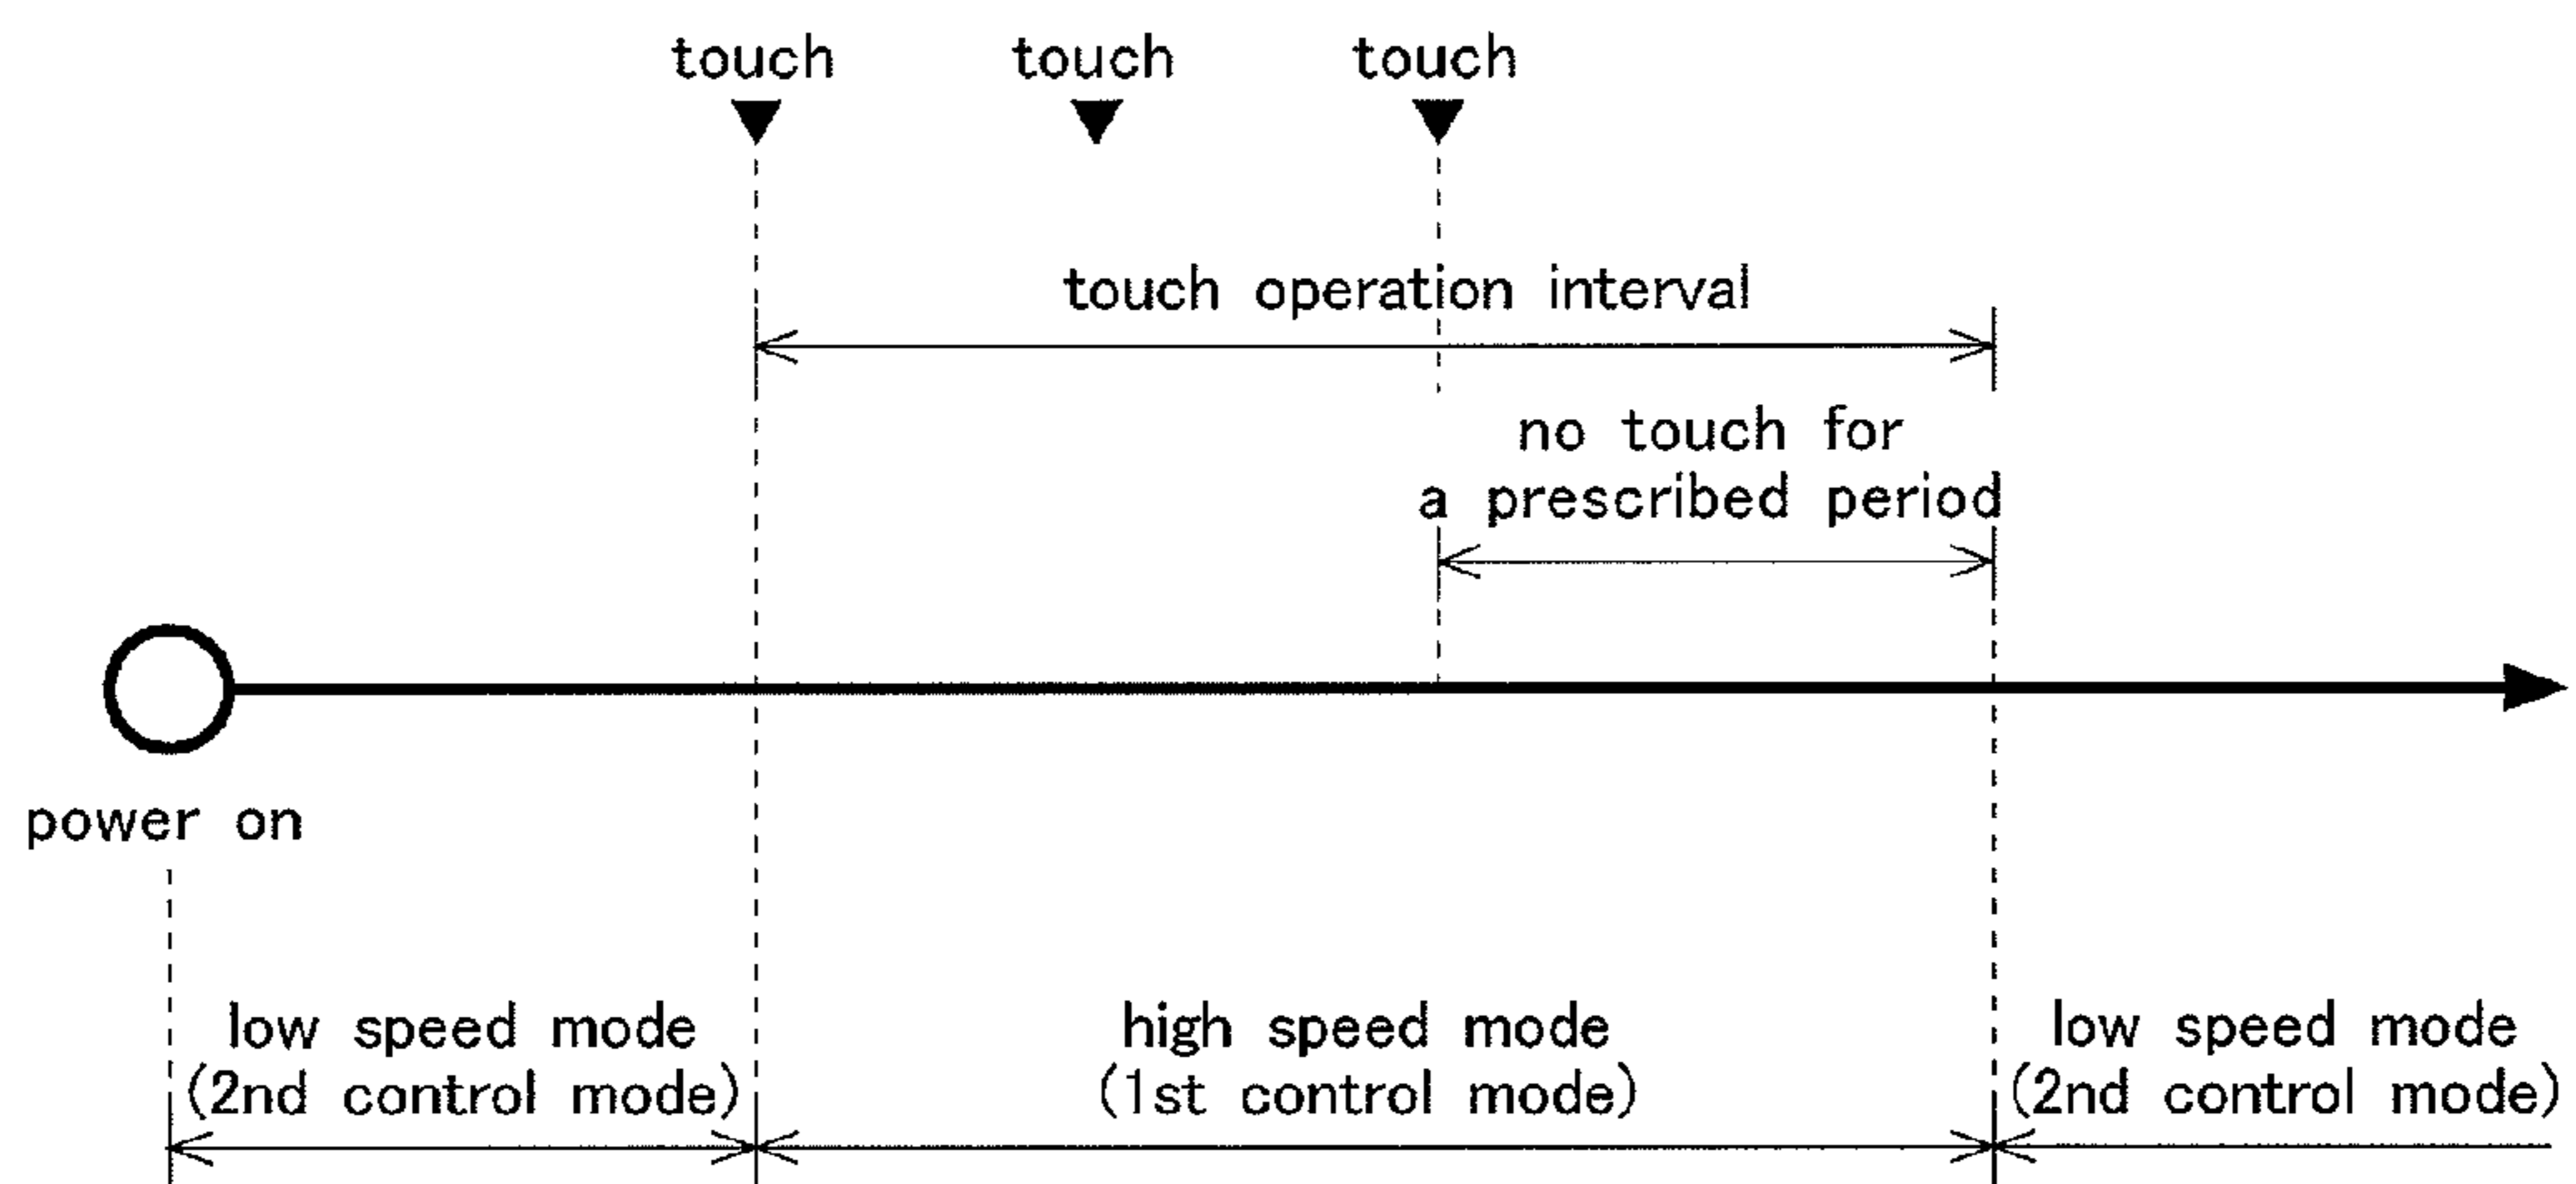 touch touch touch
touch operation interval
no touch for
a prescribed period
power on
low speed mode
(2nd control mode)
high speed mode
(1st control mode)
low speed mode
(2nd control mode)